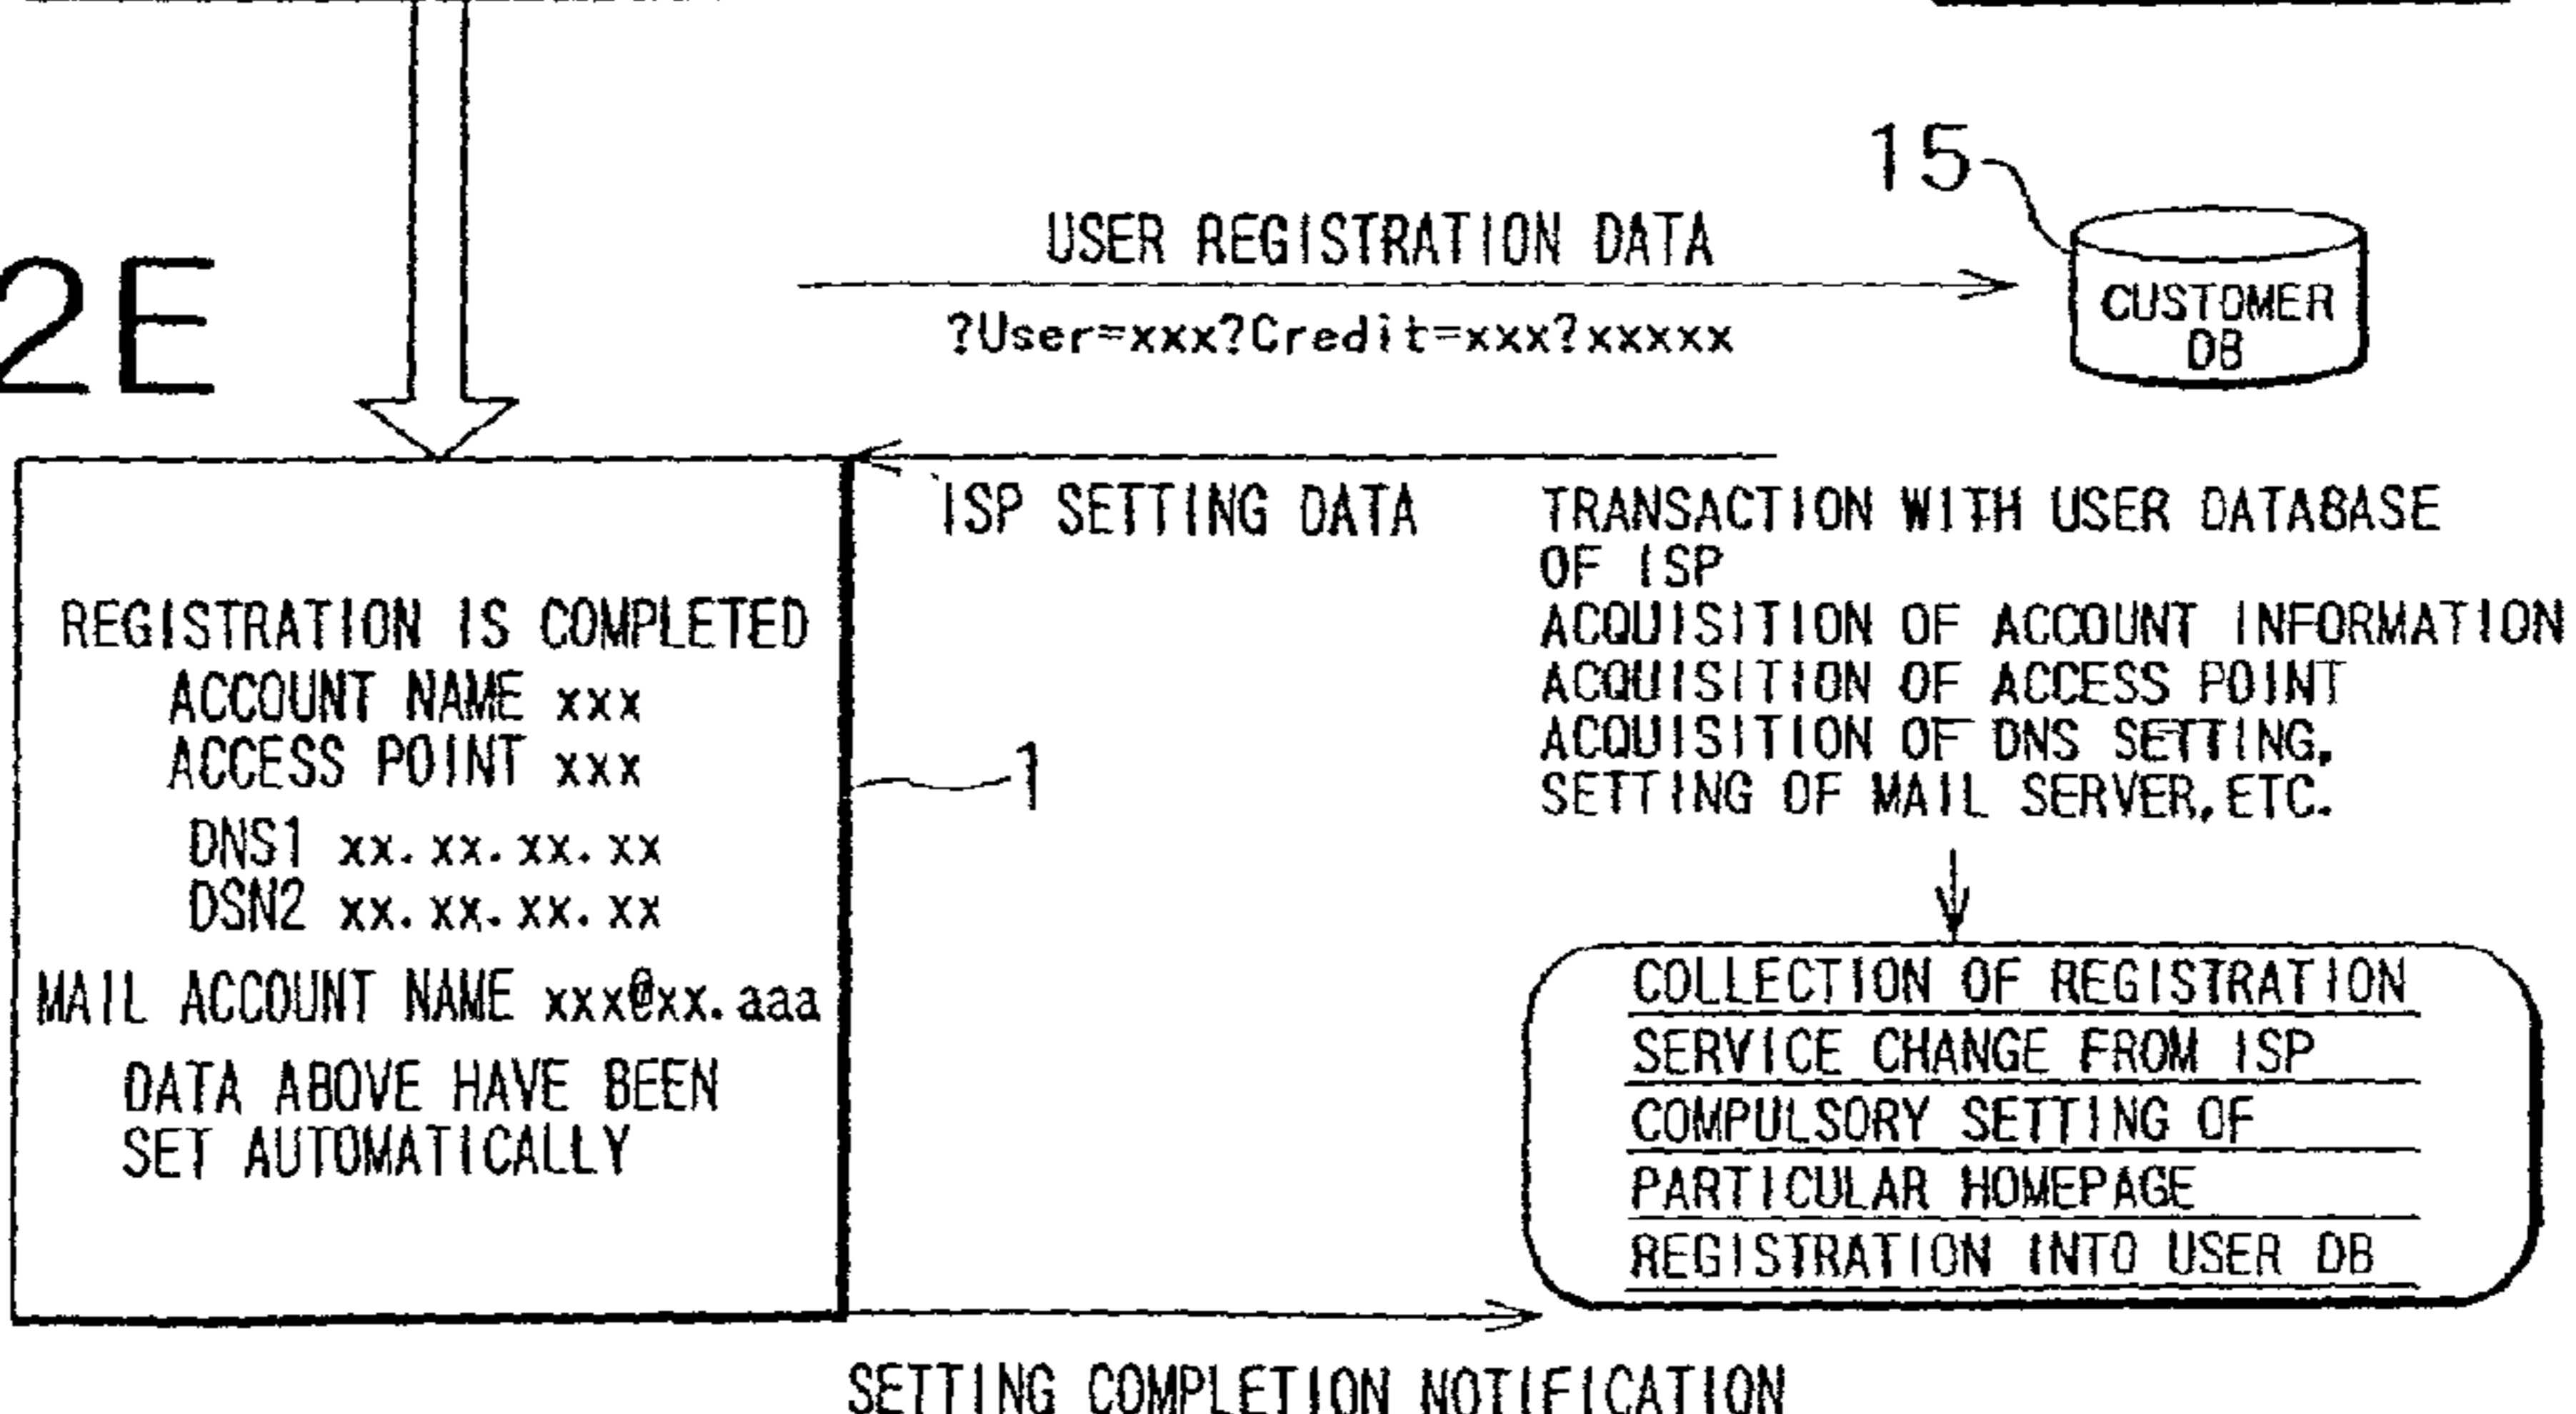 15
USER REGISTRATION DATA
?User=xxx?Credit=xxx?xxxxx
CUSTOMER
DB
2E
ISP SETTING DATA
TRANSACTION WITH USER DATABASE
OF ISP
ACQUISITION OF ACCOUNT INFORMATION
ACQUISITION OF ACCESS POINT
ACQUISITION OF DNS SETTING,
SETTING OF MAIL SERVER,ETC.
REGISTRATION IS COMPLETED
ACCOUNT NAME xxx
ACCESS POINT xxx
DNS1 xx.xx.xx.xx
DSN2 xx.xx.xx.xx
MAIL ACCOUNT NAME xxx@xx.aaa
DATA ABOVE HAVE BEEN
SET AUTOMATICALLY
1
COLLECTION OF REGISTRATION
SERVICE CHANGE FROM ISP
COMPULSORY SETTING OF
PARTICULAR HOMEPAGE
REGISTRATION INTO USER DB
SETTING COMPLETION NOTIFICATION